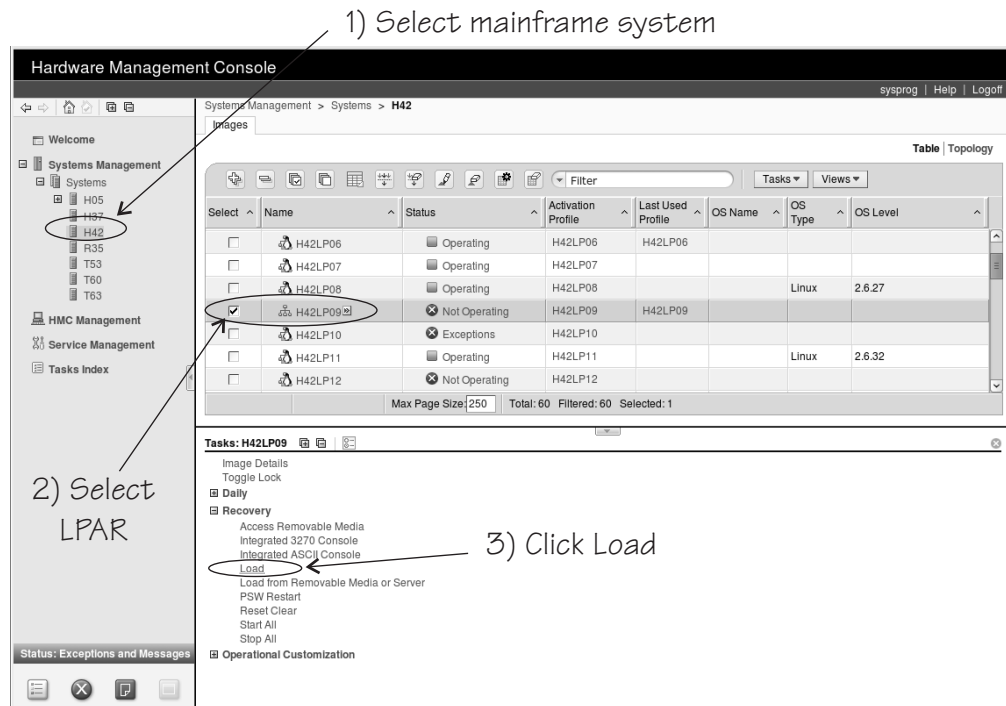 1) Select mainframe system
Hardware Management Console
sysprog | Help | Logoff
Systems Management > Systems > H42
Images
Welcome
Systems Management
Systems
H05
H37
H42
R35
T53
T60
T63
HMC Management
Service Management
Tasks Index
Table | Topology
Filter
Tasks Views
Select Name Status Activation Profile Last Used Profile OS Name OS Type OS Level
H42LP06 Operating H42LP06 H42LP06
H42LP07 Operating H42LP07
H42LP08 Operating H42LP08 Linux 2.6.27
H42LP09 Not Operating H42LP09 H42LP09
H42LP10 Exceptions H42LP10
H42LP11 Operating H42LP11 Linux 2.6.32
H42LP12 Not Operating H42LP12
Max Page Size: 250 Total: 60 Filtered: 60 Selected: 1
2) Select
LPAR
Tasks: H42LP09
Image Details
Toggle Lock
Daily
Recovery
Access Removable Media
Integrated 3270 Console
Integrated ASCII Console
Load
Load from Removable Media or Server
PSW Restart
Reset Clear
Start All
Stop All
Operational Customization
3) Click Load
Status: Exceptions and Messages